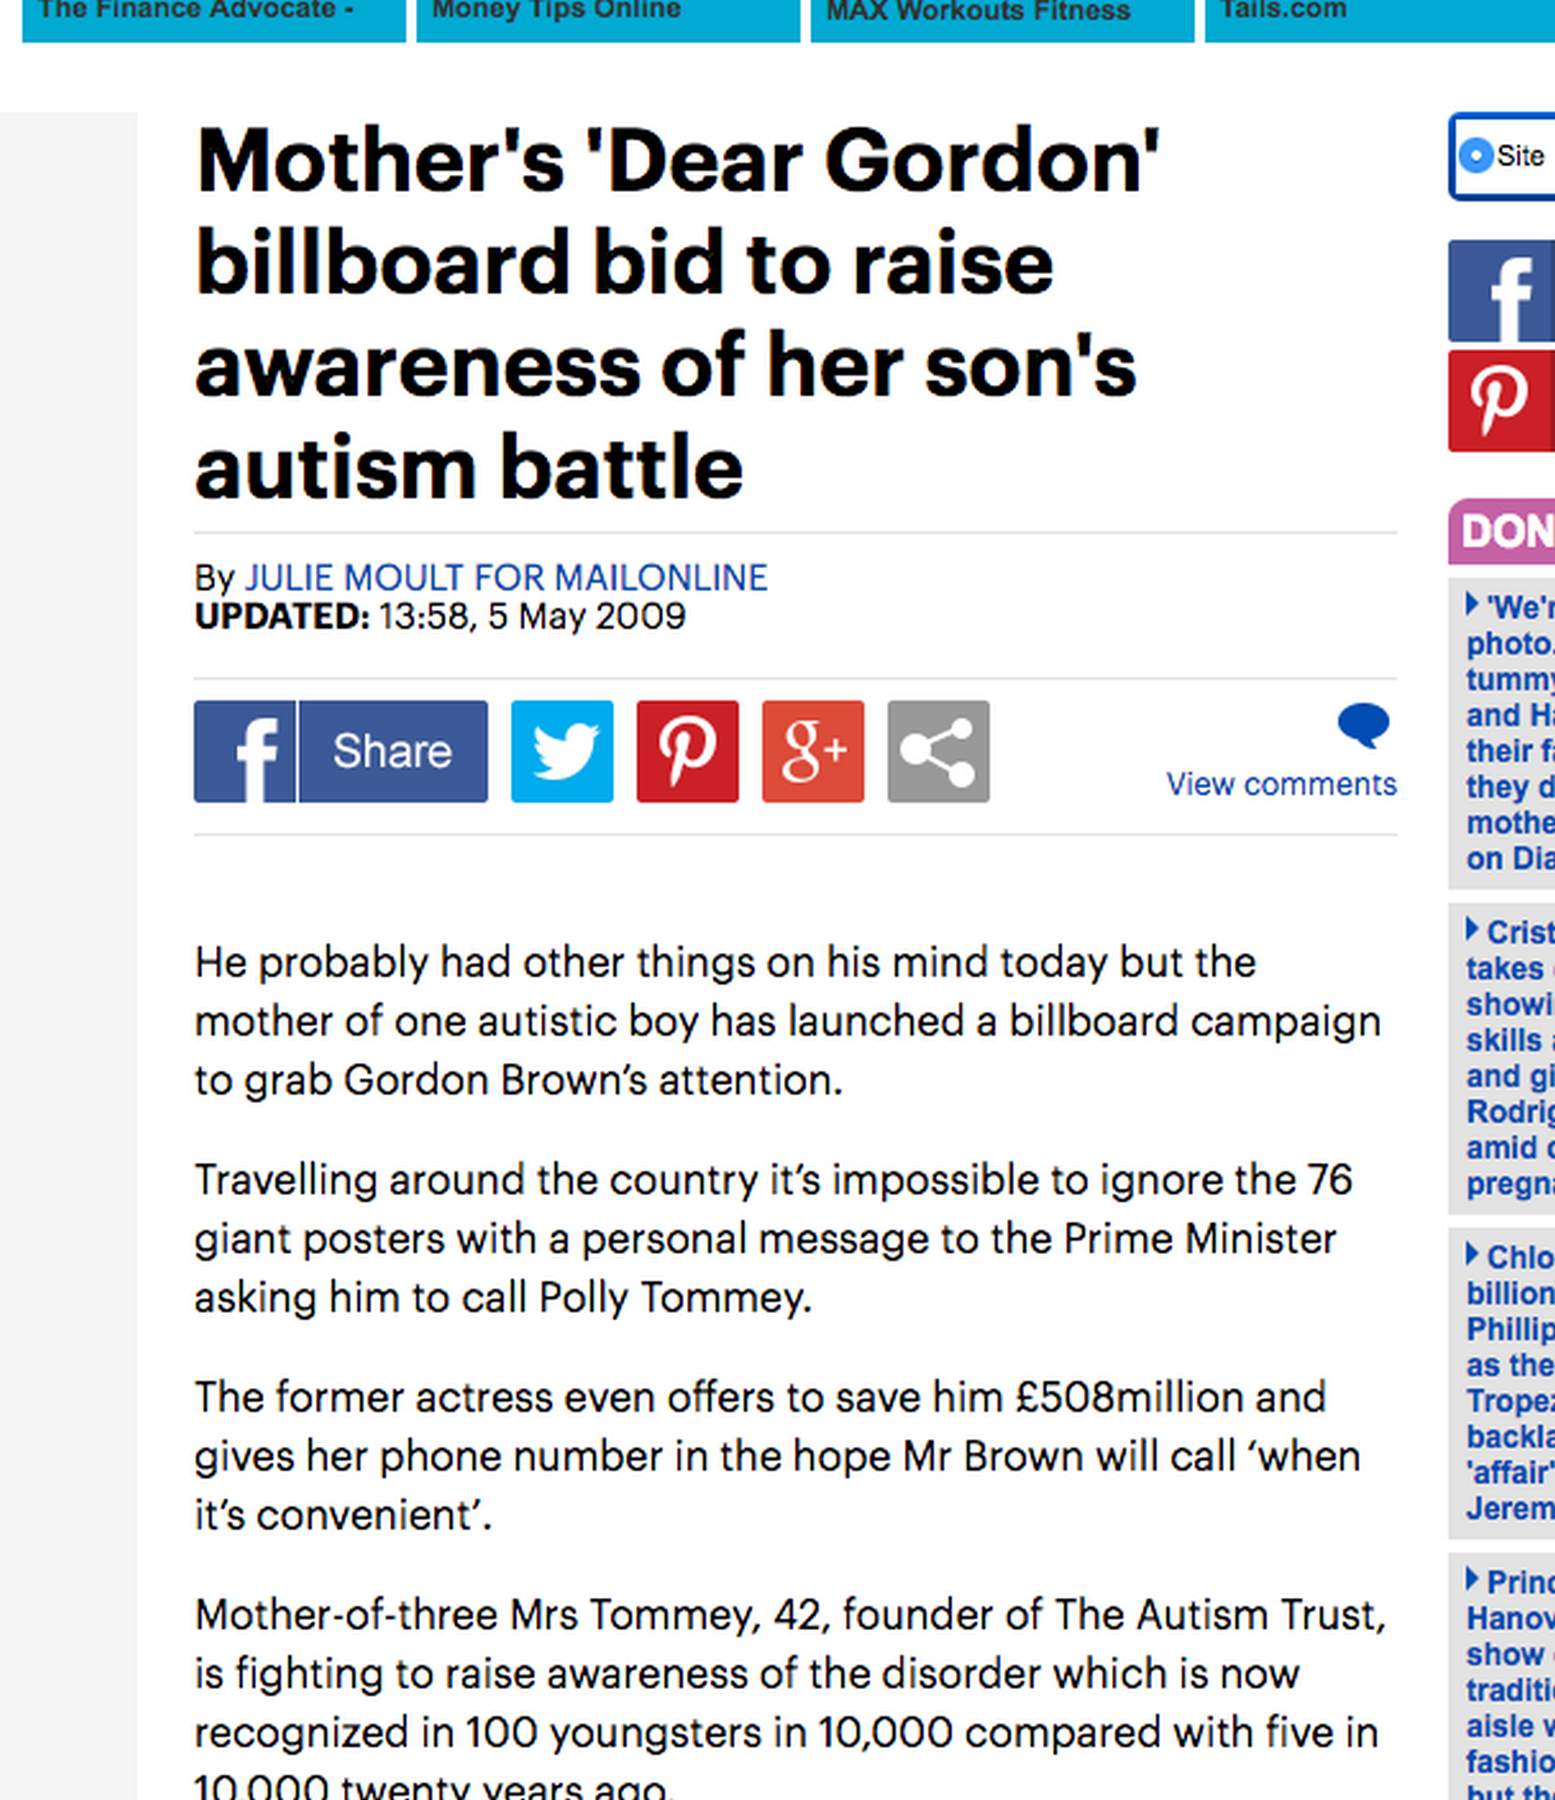 The Finance Advocate -
Money Tips Online
MAX Workouts Fitness
Tails.com
Mother's 'Dear Gordon'
billboard bid to raise
awareness of her son's
autism battle
By JULIE MOULT FOR MAILONLINE
UPDATED: 13:58, 5 May 2009
f Share
g+
View comments
He probably had other things on his mind today but the
mother of one autistic boy has launched a billboard campaign
to grab Gordon Brown’s attention.
Travelling around the country it’s impossible to ignore the 76
giant posters with a personal message to the Prime Minister
asking him to call Polly Tommey.
The former actress even offers to save him £508million and
gives her phone number in the hope Mr Brown will call ‘when
it’s convenient’.
Mother-of-three Mrs Tommey, 42, founder of The Autism Trust,
is fighting to raise awareness of the disorder which is now
recognized in 100 youngsters in 10,000 compared with five in
10,000 twenty years ago.
Site
f
DON
'We'r
photo.
tummy
and Ha
their fa
they d
mothe
on Dia
Crist
takes
showi
skills
and gi
Rodrig
amid
pregna
Chlo
billion
Phillip
as the
Tropez
backla
'affair'
Jerem
Princ
Hanov
show
traditi
aisle
fashio
but the